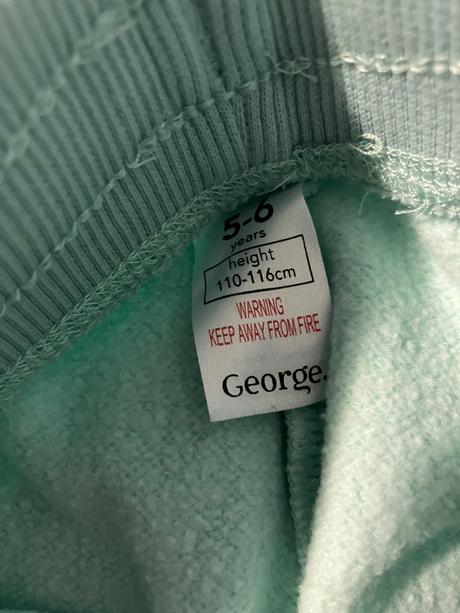 5-6
years
height
110-116cm
WARNING
KEEP AWAY FROM FIRE
George.